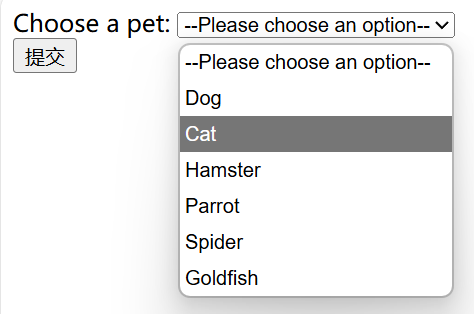 Choose a pet: --Please choose an option--
提交
--Please choose an option--
Dog
Cat
Hamster
Parrot
Spider
Goldfish